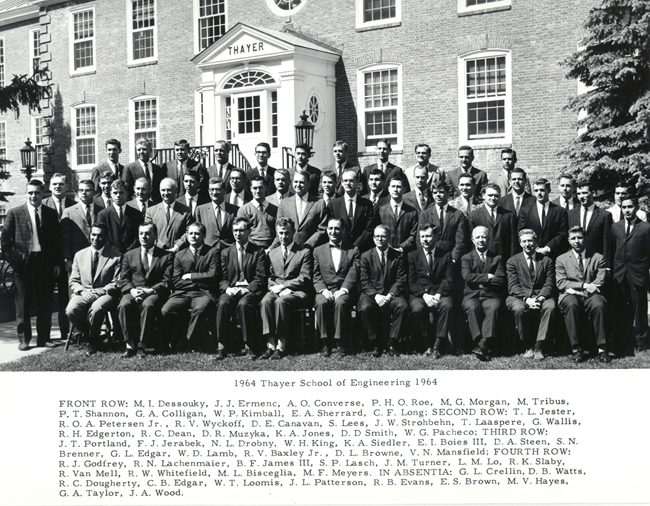 THAYER
1964 Thayer School of Engineering 1964
FRONT ROW: M. I. Dessouky, J. J. Ermenc, A. O. Converse, P. H. O. Roe, M. G. Morgan, M. Tribus,
P. T. Shannon, G. A. Colligan, W. P. Kimball, E. A. Sherrard, C. F. Long; SECOND ROW: T. L. Jester,
R. O. A. Petersen Jr., R. V. Wyckoff, D. E. Canavan, S. Lees, J. W. Strohbehn, T. Laaspere, G. Wallis,
R. H. Edgerton, R. C. Dean, D. R. Muzyka, K. A. Jones, D. D Smith, W. G. Pacheco; THIRD ROW:
J. T. Portland, F. J. Jerabek, N. L. Drobny, W. H. King, K. A. Siedler, E. I. Boies III, D. A. Steen, S. N.
Brenner, G. L. Edgar, W. D. Lamb, R. V. Baxley Jr., D. L. Browne, V. N. Mansfield; FOURTH ROW:
R. J. Godfrey, R. N. Lachenmaier, B. F. James III, S. P. Lasch, J. M. Turner, L. M. Lo, R. K. Slaby,
R. Van Mell, R. W. Whitefield, M. L. Bisceglia, M. F. Meyers. IN ABSENTIA: G. L. Crellin, D. B. Watts,
R. C. Dougherty, C. B. Edgar, W. T. Loomis, J. L. Patterson, R. B. Evans, E. S. Brown, M. V. Hayes,
G. A. Taylor, J. A. Wood.